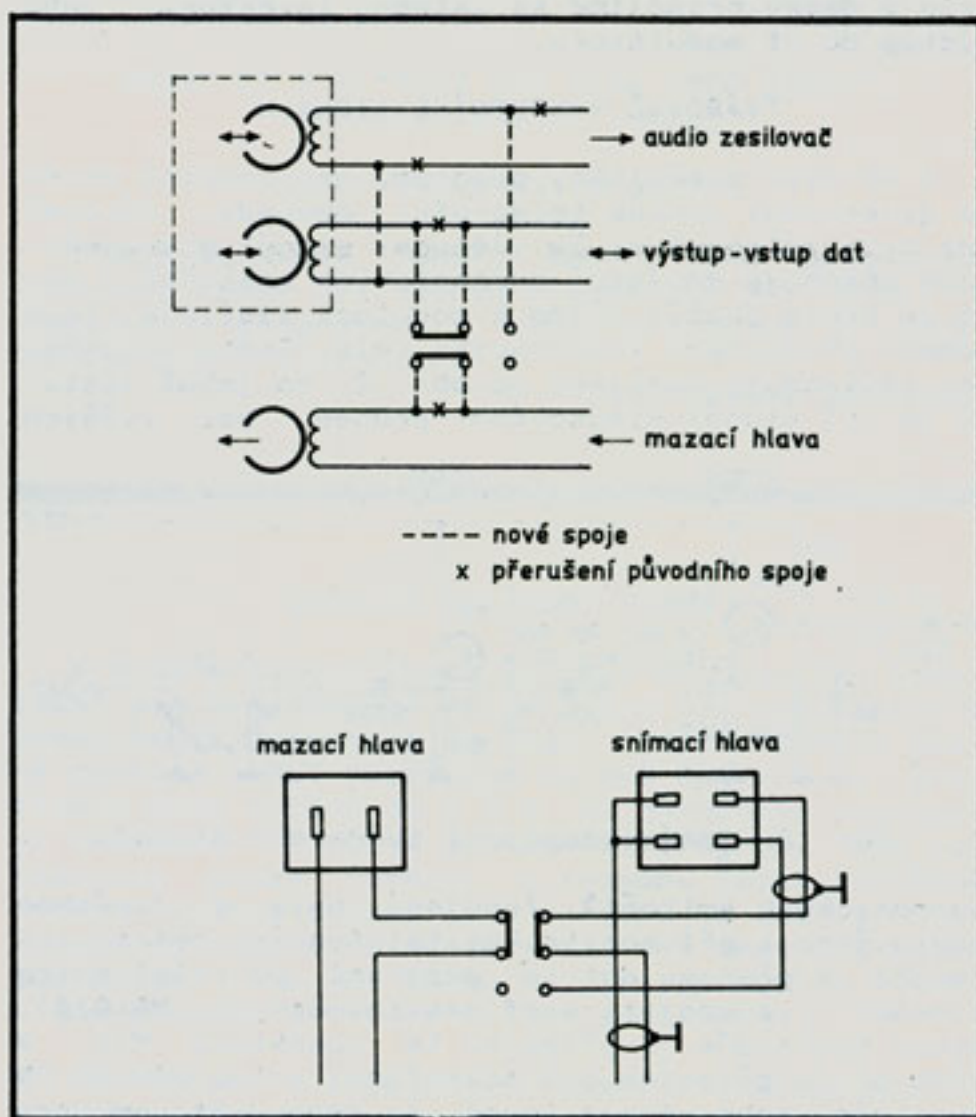 audio zesilovač
výstup-vstup dat
mazací hlava
---- nové spoje
x přerušení původního spoje
mazací hlava
snímací hlava